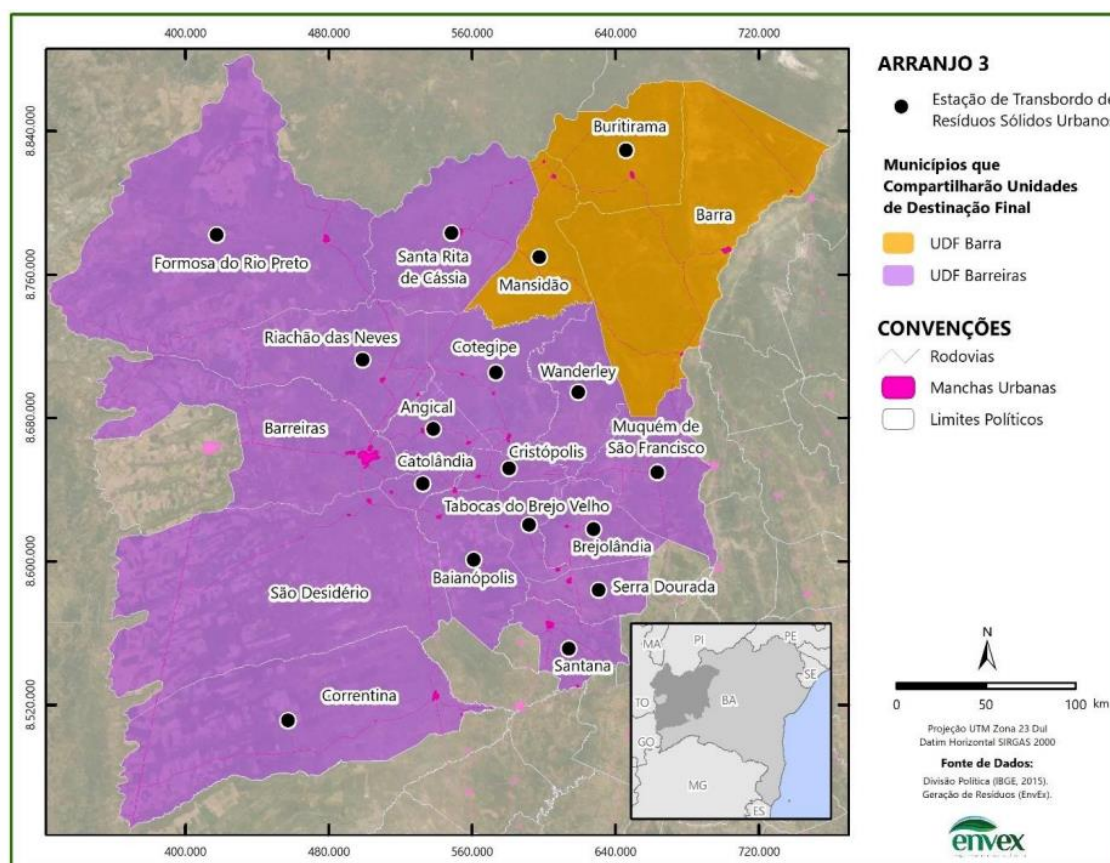 400.000 480.000 560.000 640.000 720.000
8.840.000
8.760.000
8.680.000
8.600.000
8.520.000
Buritirama
Barra
Formosa do Rio Preto
Santa Rita
de Cássia
Mansidão
Riachão das Neves
Cotegipe
Wanderley
Angical
Barreiras
Muquém de
São Francisco
Catolândia
Cristópolis
Tabocas do Brejo Velho
Brejolândia
Baianópolis
São Desidério
Serra Dourada
Santana
Correntina
MA
PI
PE
SE
TO
BA
GO
MG
ES
400.000 480.000 560.000 640.000 720.000
ARRANJO 3
Estação de Transbordo de
Resíduos Sólidos Urbanos
Municípios que
Compartilharão Unidades
de Destinação Final
UDF Barra
UDF Barreiras
CONVENÇÕES
Rodovias
Manchas Urbanas
Limites Políticos
N
0 50 100 km
Projeção UTM Zona 23 Dul
Datim Horizontal SIRGAS 2000
Fonte de Dados:
Divisão Política (IBGE, 2015).
Geração de Resíduos (EnvEx).
envex